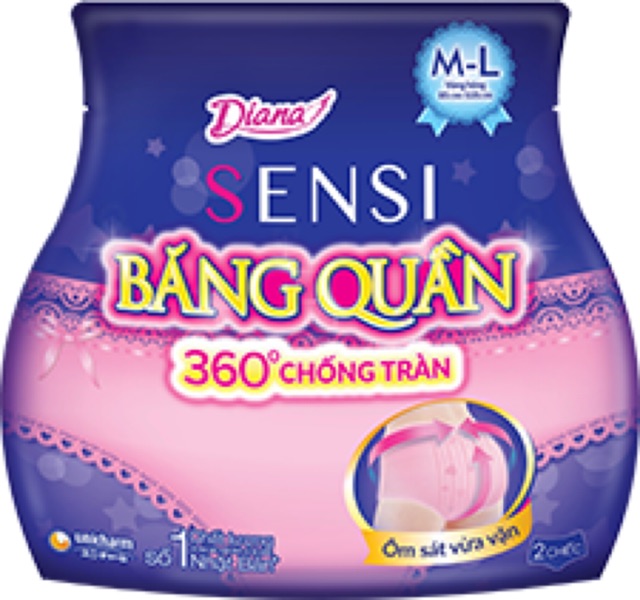 M-L
Diana
SENSI
BĂNG QUẦN
360° CHỐNG TRÀN
Ôm sát vừa vặn
unicharm
SỐ 1
2 CHIẾC